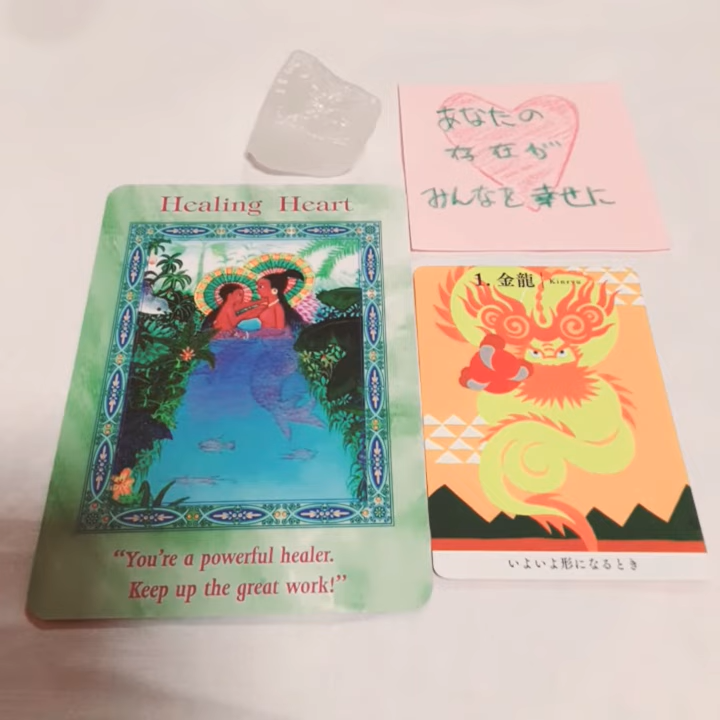 あなたの
存在が
みんなを幸せに
Healing Heart
1. 金龍 | Kinryu
“You’re a powerful healer.
Keep up the great work!”
いよいよ形になるとき